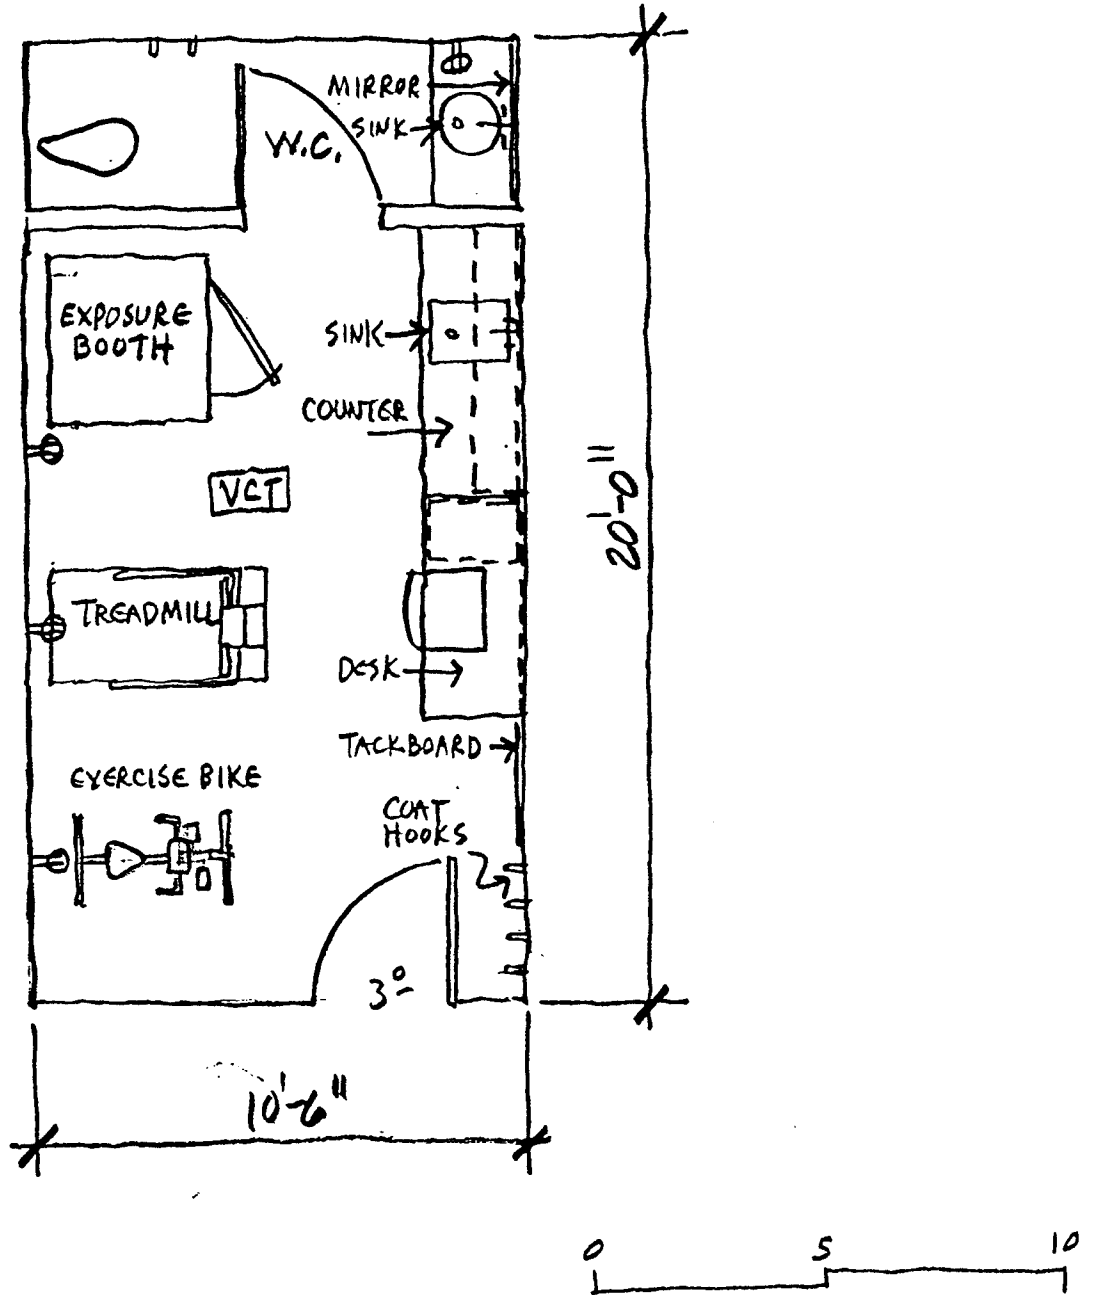 MIRROR
SINK
W.C.
EXPOSURE
BOOTH
SINK
COUNTER
VCT
20'-0"
TREADMILL
DESK
TACKBOARD
EXERCISE BIKE
COAT
HOOKS
3º
10'-6"
0 5 10